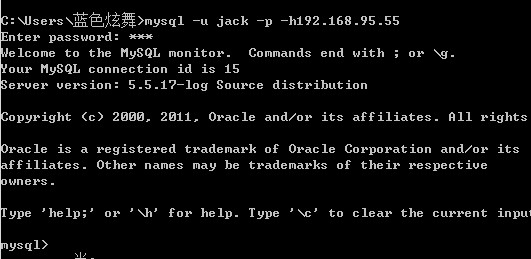 C:\Users\蓝色炫舞>mysql -u jack -p -h192.168.95.55
Enter password: ***
Welcome to the MySQL monitor.  Commands end with ; or \g.
Your MySQL connection id is 15
Server version: 5.5.17-log Source distribution
Copyright (c) 2000, 2011, Oracle and/or its affiliates. All rights
Oracle is a registered trademark of Oracle Corporation and/or its
affiliates. Other names may be trademarks of their respective
owners.
Type 'help;' or '\h' for help. Type '\c' to clear the current inpu
mysql>